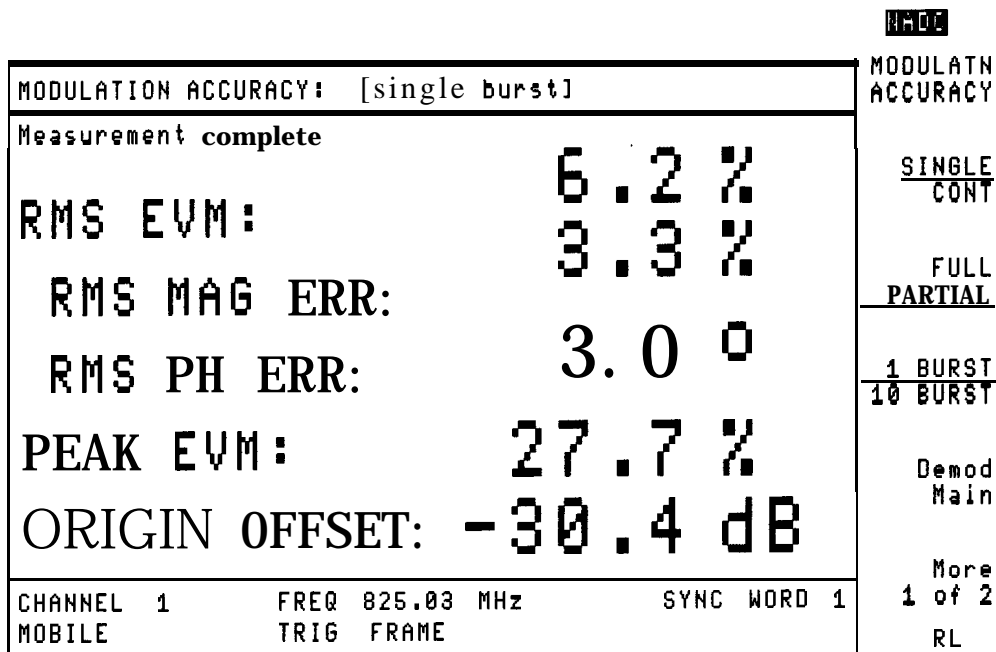 NADC
MODULATION ACCURACY: [single burst]
Measurement complete
6.2 %
RMS EVM:
3.3 %
RMS MAG ERR:
RMS PH ERR: 3.0 °
PEAK EVM: 27.7 %
ORIGIN OFFSET: -30.4 dB
CHANNEL 1 FREQ 825.03 MHz SYNC WORD 1
MOBILE TRIG FRAME
MODULATN
ACCURACY
SINGLE
CONT
FULL
PARTIAL
1 BURST
10 BURST
Demod
Main
More
1 of 2
RL